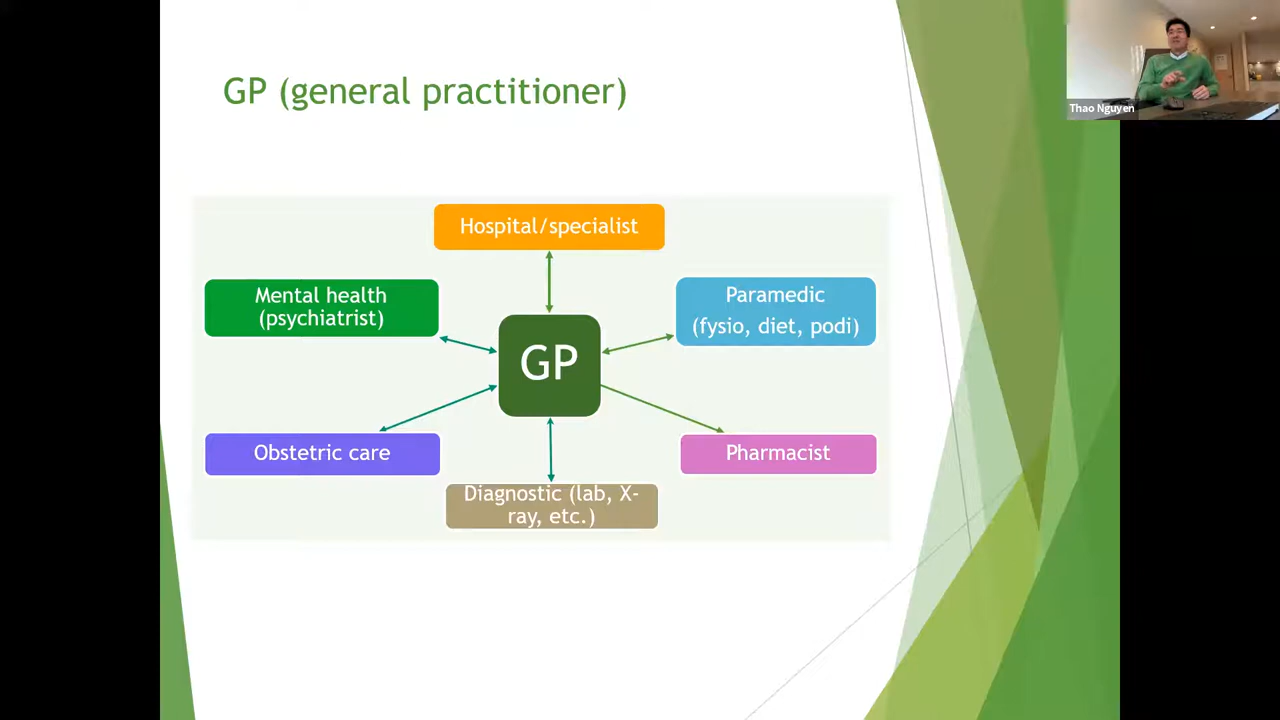 GP (general practitioner)
Thao Nguyen
Hospital/specialist
Mental health
(psychiatrist)
Paramedic
(fysio, diet, podi)
GP
Obstetric care
Pharmacist
Diagnostic (lab, X-
ray, etc.)